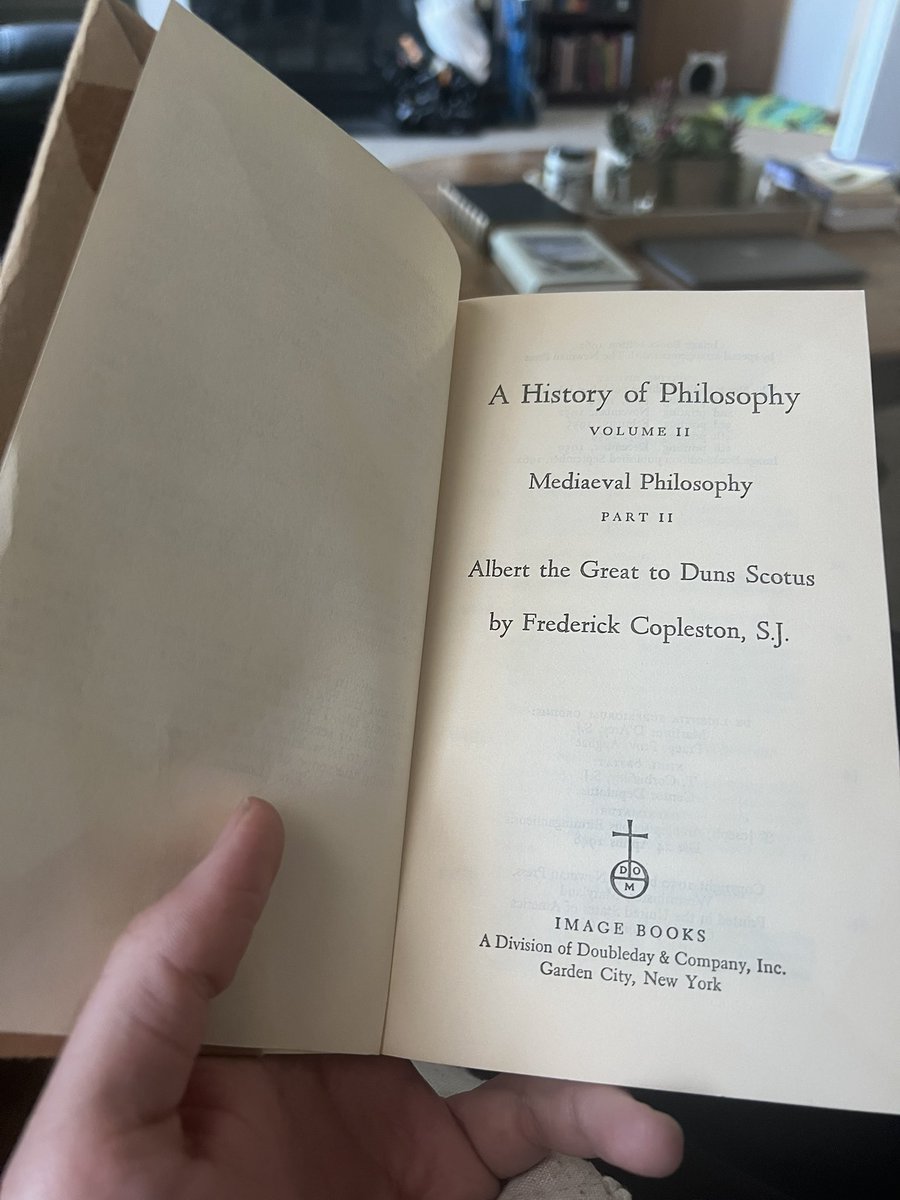 A History of Philosophy
VOLUME II
Mediaeval Philosophy
PART II
Albert the Great to Duns Scotus
by Frederick Copleston, S.J.
D O
M
IMAGE BOOKS
A Division of Doubleday & Company, Inc.
Garden City, New York